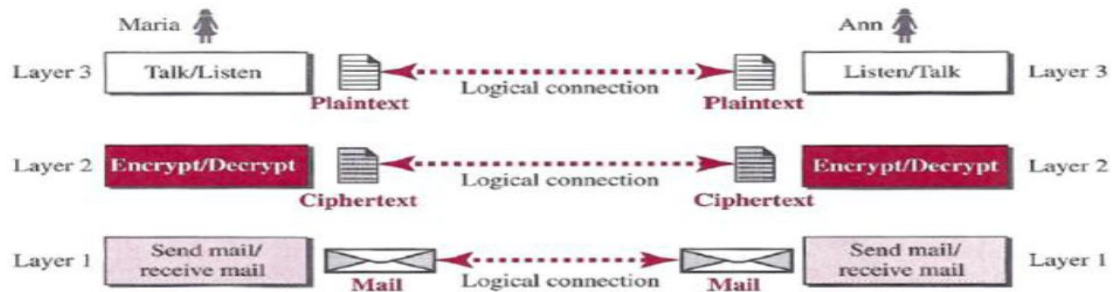 Maria Ann
Layer 3 Talk/Listen Listen/Talk Layer 3
Logical connection
Plaintext Plaintext
Layer 2 Encrypt/Decrypt Encrypt/Decrypt Layer 2
Logical connection
Ciphertext Ciphertext
Send mail/ Send mail/
Layer 1 receive mail receive mail Layer 1
Mail Logical connection Mail